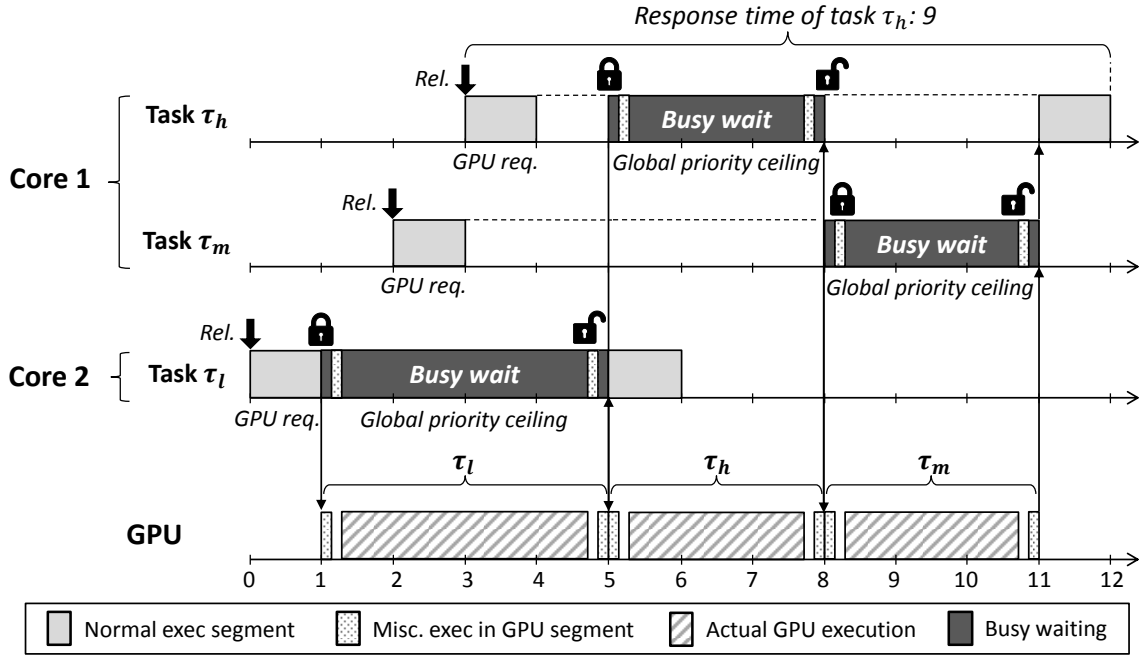 Response time of task τh: 9
Rel.
Task τh
Busy wait
GPU req.
Global priority ceiling
Core 1
Rel.
Task τm
Busy wait
GPU req.
Global priority ceiling
Rel.
Core 2
Task τl
Busy wait
GPU req.
Global priority ceiling
τl
τh
τm
GPU
0 1 2 3 4 5 6 7 8 9 10 11 12
Normal exec segment
Misc. exec in GPU segment
Actual GPU execution
Busy waiting